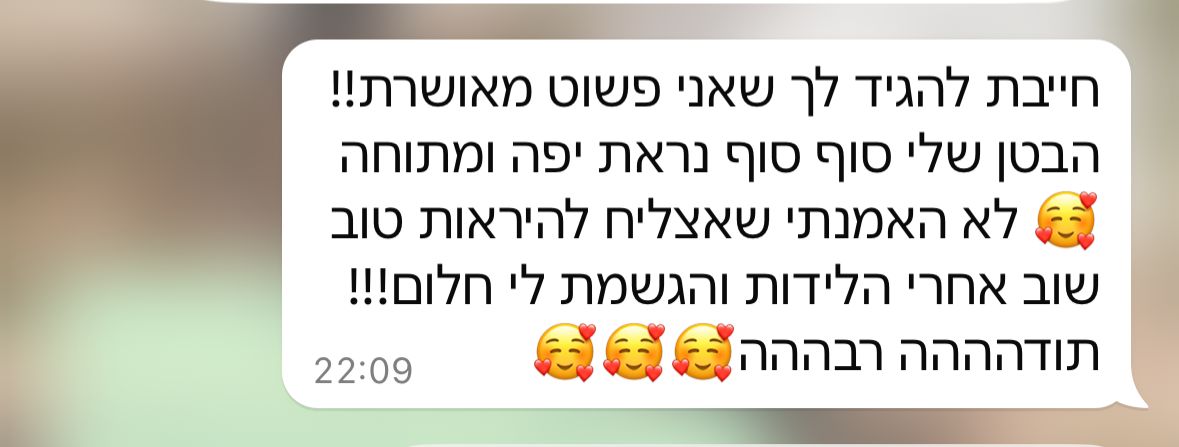 חייבת להגיד לך שאני פשוט מאושרת!!
הבטן שלי סוף סוף נראת יפה ומתוחה
🥰 לא האמנתי שאצליח להיראות טוב
שוב אחרי הלידות והגשמת לי חלום!!!
תודהההה רבההה🥰🥰🥰
22:09